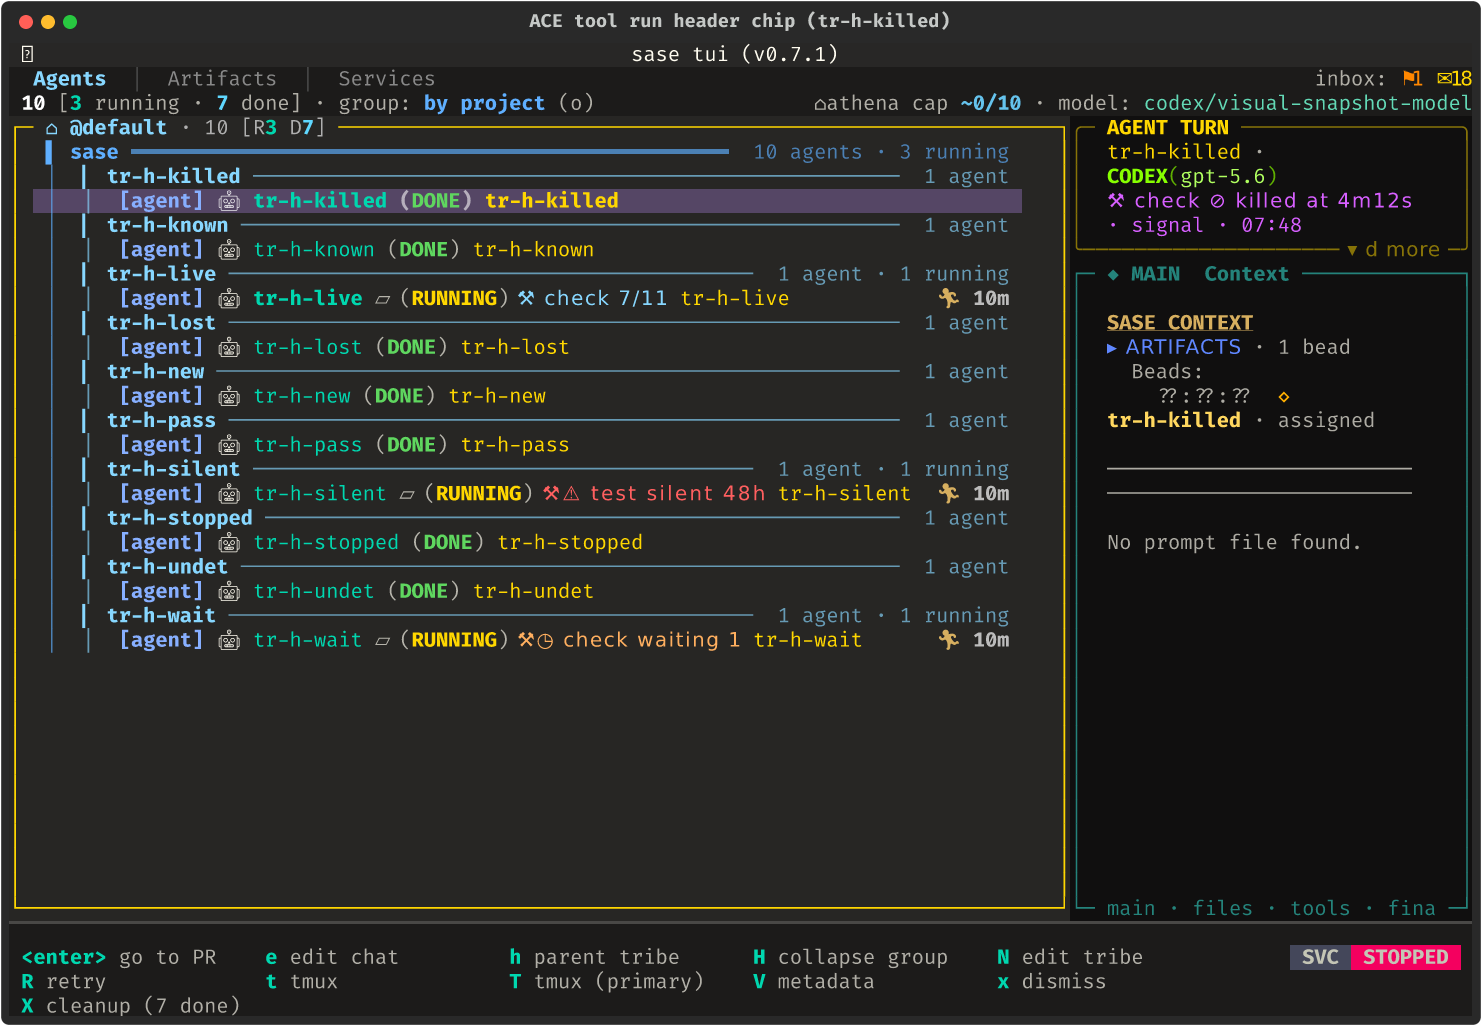 ACE tool run header chip (tr-h-killed)
sase tui (v0.7.1)
Agents │ Artifacts │ Services inbox: ⚑1 ✉18
10 [3 running · 7 done] · group: by project (o) ⌂athena cap ~0/10 · model: codex/visual-snapshot-model
⌂ @default · 10 [R3 D7]
sase 10 agents · 3 running
tr-h-killed 1 agent
[agent] 🤖 tr-h-killed (DONE) tr-h-killed
tr-h-known 1 agent
[agent] 🤖 tr-h-known (DONE) tr-h-known
tr-h-live 1 agent · 1 running
[agent] 🤖 tr-h-live ▱ (RUNNING) ⚒ check 7/11 tr-h-live 🏃 10m
tr-h-lost 1 agent
[agent] 🤖 tr-h-lost (DONE) tr-h-lost
tr-h-new 1 agent
[agent] 🤖 tr-h-new (DONE) tr-h-new
tr-h-pass 1 agent
[agent] 🤖 tr-h-pass (DONE) tr-h-pass
tr-h-silent 1 agent · 1 running
[agent] 🤖 tr-h-silent ▱ (RUNNING) ⚒⚠ test silent 48h tr-h-silent 🏃 10m
tr-h-stopped 1 agent
[agent] 🤖 tr-h-stopped (DONE) tr-h-stopped
tr-h-undet 1 agent
[agent] 🤖 tr-h-undet (DONE) tr-h-undet
tr-h-wait 1 agent · 1 running
[agent] 🤖 tr-h-wait ▱ (RUNNING) ⚒◷ check waiting 1 tr-h-wait 🏃 10m
AGENT TURN
tr-h-killed ·
CODEX(gpt-5.6)
⚒ check ⊘ killed at 4m12s
· signal · 07:48
▾ d more
◆ MAIN Context
SASE CONTEXT
▸ ARTIFACTS · 1 bead
Beads:
??:??:?? ◇
tr-h-killed · assigned
No prompt file found.
main · files · tools · fina
<enter> go to PR e edit chat h parent tribe H collapse group N edit tribe SVC STOPPED
R retry t tmux T tmux (primary) V metadata x dismiss
X cleanup (7 done)